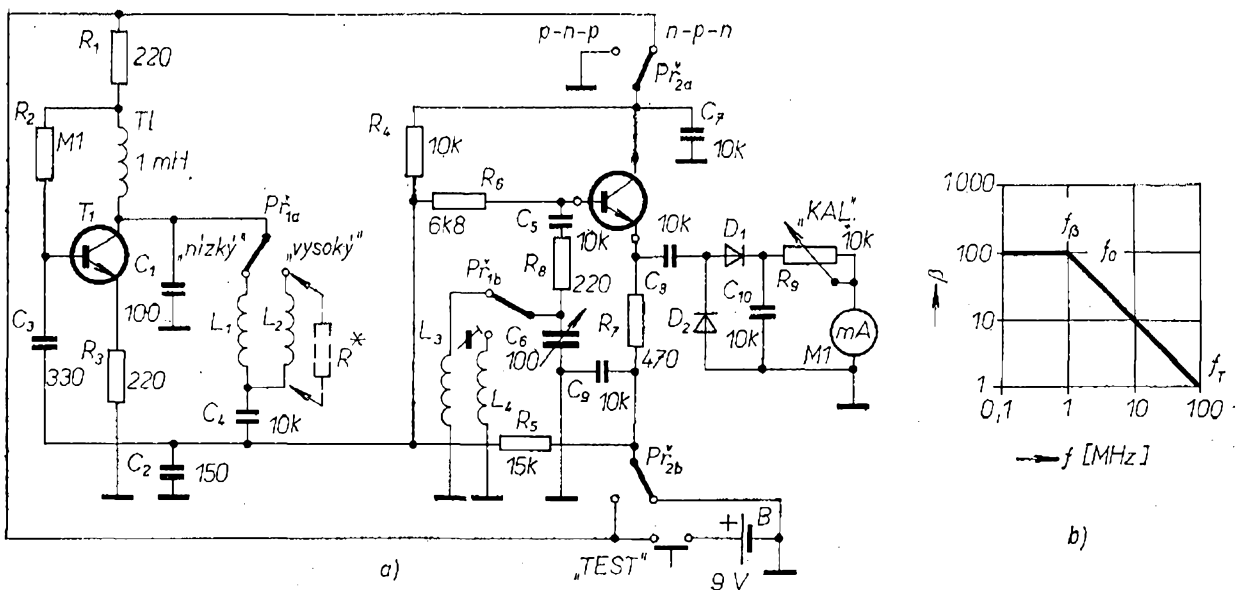 R1
220
R2
M1
Tl
1 mH
T1
C1
100
C3
330
R3
220
C2
150
Př1a
„nízký“
„vysoký“
L1
L2
R*
C4
10k
p-n-p
n-p-n
Př2a
R4
10k
C7
10k
R6
6k8
C5
10k
R8
220
Př1b
L3
L4
C6
100
C9
10k
R5
15k
R7
470
Př2b
10k
C8
D1
D2
C10
10k
„KAL.“
10k
R9
mA
M1
„TEST“
+
B
9 V
a)
1000
100
10
1
β
fβ
fα
fT
0,1
1
10
100
f [MHz]
b)